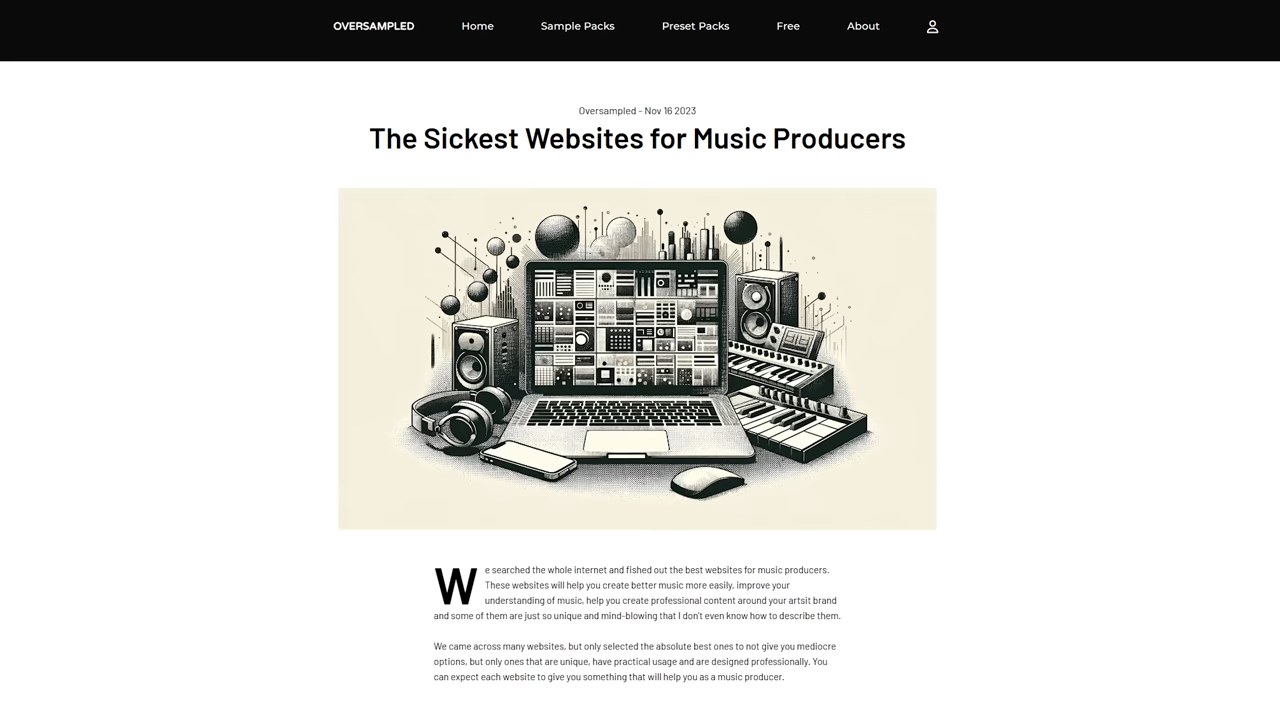 OVERSAMPLED Home Sample Packs Preset Packs Free About
Oversampled - Nov 16 2023
The Sickest Websites for Music Producers
We searched the whole internet and fished out the best websites for music producers.
These websites will help you create better music more easily, improve your
understanding of music, help you create professional content around your artsit brand
and some of them are just so unique and mind-blowing that I don't even know how to describe them.
We came across many websites, but only selected the absolute best ones to not give you mediocre
options, but only ones that are unique, have practical usage and are designed professionally. You
can expect each website to give you something that will help you as a music producer.